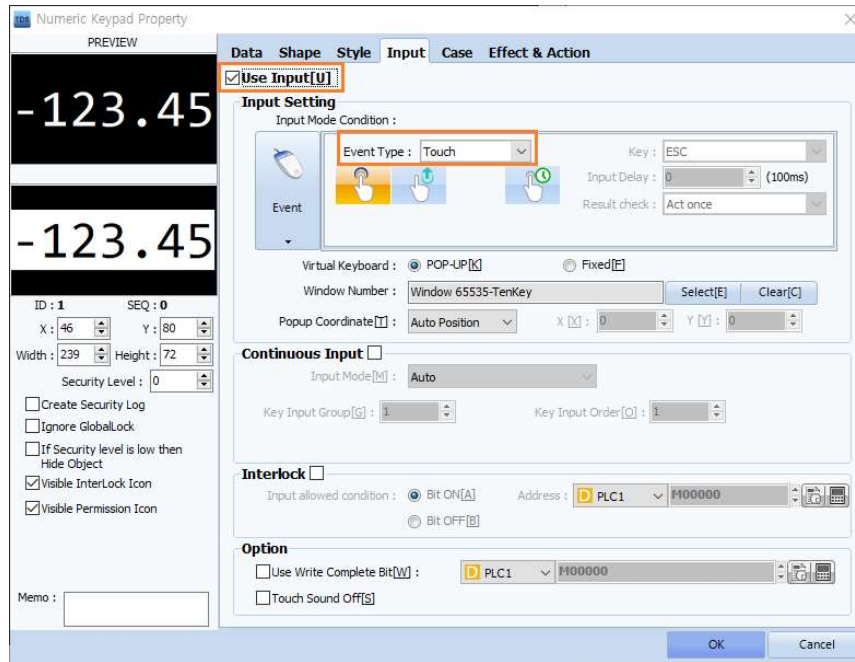 TDS Numeric Keypad Property
PREVIEW
-123.45
-123.45
ID : 1 SEQ : 0
X : 46 Y : 80
Width : 239 Height : 72
Security Level : 0
Create Security Log
Ignore GlobalLock
If Security level is low then
Hide Object
Visible InterLock Icon
Visible Permission Icon
Memo :
Data Shape Style Input Case Effect & Action
Use Input[U]
Input Setting
Input Mode Condition :
Event
Event Type : Touch
Key : ESC
Input Delay : 0 (100ms)
Result check : Act once
Virtual Keyboard : POP-UP[K] Fixed[F]
Window Number : Window 65535-TenKey Select[E] Clear[C]
Popup Coordinate[T] : Auto Position X [X] : 0 Y [Y] : 0
Continuous Input
Input Mode[M] : Auto
Key Input Group[G] : 1 Key Input Order[O] : 1
Interlock
Input allowed condition : Bit ON[A] Address : D PLC1 M00000
Bit OFF[B]
Option
Use Write Complete Bit[W] : D PLC1 M00000
Touch Sound Off[S]
OK Cancel